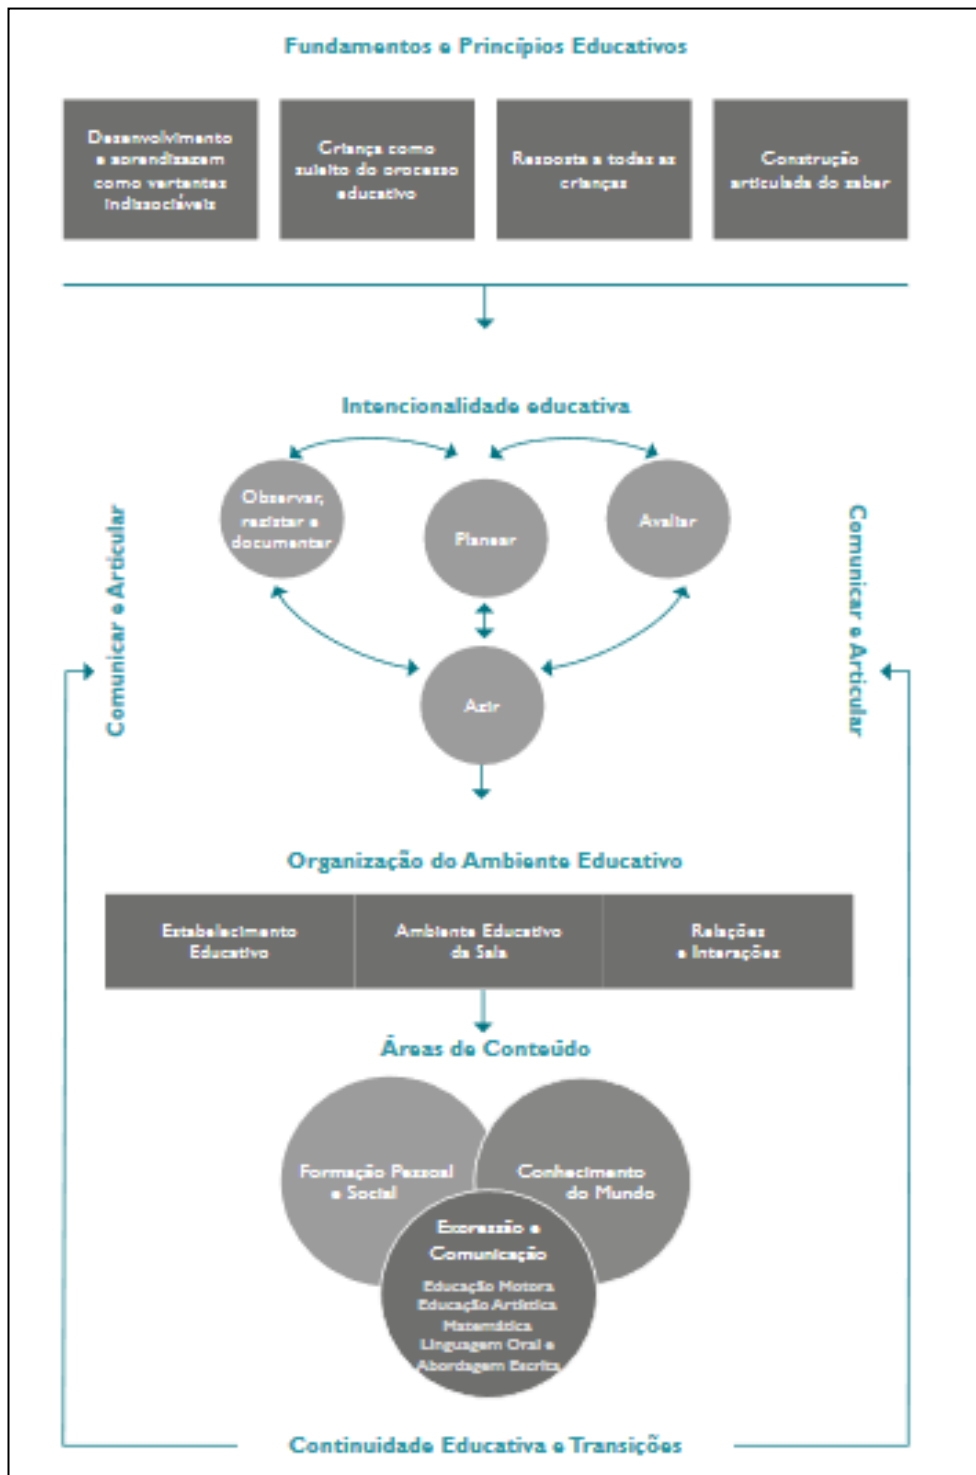 Fundamentos e Princípios Educativos
Desenvolvimento
e aprendizagem
como vertentes
indissociáveis
Criança como
sujeito do processo
educativo
Resposta a todas as
crianças
Construção
articulada do saber
Intencionalidade educativa
Observar,
registar e
documentar
Planear
Avaliar
Agir
Comunicar e Articular
Comunicar e Articular
Organização do Ambiente Educativo
Estabelecimento
Educativo
Ambiente Educativo
da Sala
Relações
e Interações
Áreas de Conteúdo
Formação Pessoal
e Social
Conhecimento
do Mundo
Expressão e
Comunicação
Educação Motora
Educação Artística
Matemática
Linguagem Oral e
Abordagem Escrita
Continuidade Educativa e Transições